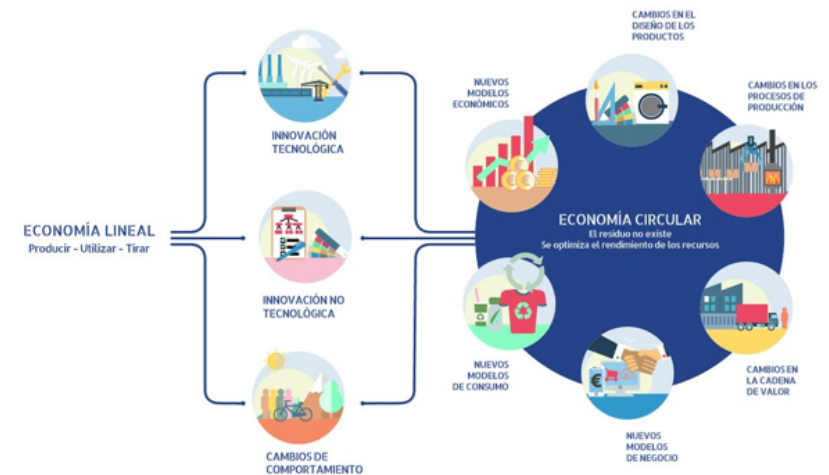 ECONOMÍA LINEAL
Producir - Utilizar - Tirar
INNOVACIÓN
TECNOLÓGICA
INNOVACIÓN NO
TECNOLÓGICA
CAMBIOS DE
COMPORTAMIENTO
ECONOMÍA CIRCULAR
El residuo no existe
Se optimiza el rendimiento de los recursos
CAMBIOS EN EL
DISEÑO DE LOS
PRODUCTOS
CAMBIOS EN LOS
PROCESOS DE
PRODUCCIÓN
CAMBIOS EN
LA CADENA
DE VALOR
NUEVOS
MODELOS
DE NEGOCIO
NUEVOS
MODELOS
DE CONSUMO
NUEVOS
MODELOS
ECONÓMICOS